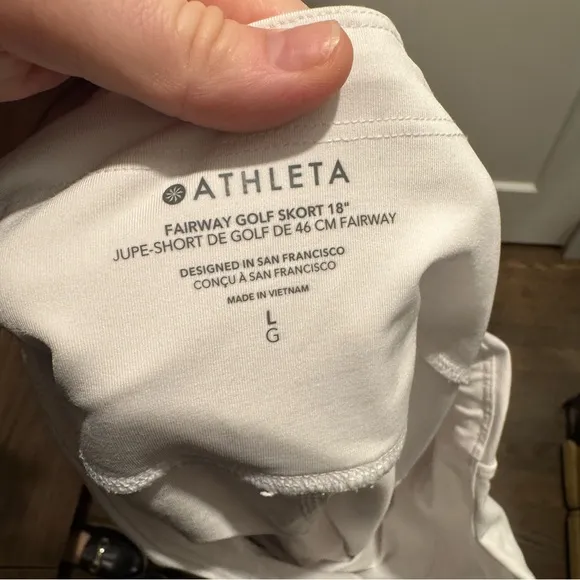 ATHLETA
FAIRWAY GOLF SKORT 18"
JUPE-SHORT DE GOLF DE 46 CM FAIRWAY
DESIGNED IN SAN FRANCISCO
CONÇU À SAN FRANCISCO
MADE IN VIETNAM
L
G